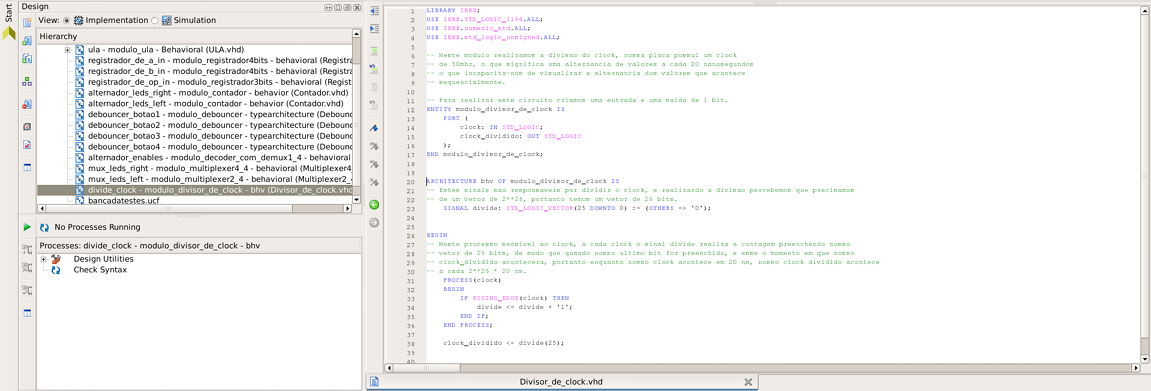 Start
Design
View: Implementation Simulation
Hierarchy
ula - modulo_ula - Behavioral (ULA.vhd)
registrador_de_a_in - modulo_registrador4bits - behavioral (Registra
registrador_de_b_in - modulo_registrador4bits - behavioral (Registra
registrador_de_op_in - modulo_registrador3bits - behavioral (Regist
alternador_leds_right - modulo_contador - behavior (Contador.vhd)
alternador_leds_left - modulo_contador - behavior (Contador.vhd)
debouncer_botao1 - modulo_debouncer - typearchitecture (Deboun
debouncer_botao2 - modulo_debouncer - typearchitecture (Deboun
debouncer_botao3 - modulo_debouncer - typearchitecture (Deboun
debouncer_botao4 - modulo_debouncer - typearchitecture (Deboun
alternador_enables - modulo_decoder_com_demux1_4 - behavioral
mux_leds_right - modulo_multiplexer4_4 - behavioral (Multiplexer4
mux_leds_left - modulo_multiplexer2_4 - behavioral (Multiplexer2_
divide_clock - modulo_divisor_de_clock - bhv (Divisor_de_clock.vhd
bancadatestes.ucf
No Processes Running
Processes: divide_clock - modulo_divisor_de_clock - bhv
Design Utilities
Check Syntax
1 LIBRARY IEEE;
2 USE IEEE.STD_LOGIC_1164.ALL;
3 USE IEEE.numeric_std.ALL;
4 USE IEEE.std_logic_unsigned.ALL;
5
6 -- Neste modulo realizamos a divisao do clock, nossa placa possui um clock
7 -- de 50mhz, o que significa uma alternancia de valores a cada 20 nanosegundos
8 -- o que incapacita-nos de visualizar a alternancia dos valores que acontece
9 -- sequencialmente.
10
11 -- Para realizar este circuito criamos uma entrada e uma saida de 1 bit.
12 ENTITY modulo_divisor_de_clock IS
13 PORT (
14 clock: IN STD_LOGIC;
15 clock_dividido: OUT STD_LOGIC
16 );
17 END modulo_divisor_de_clock;
18
19
20 ARCHITECTURE bhv OF modulo_divisor_de_clock IS
21 -- Estes sinais sao responsaveis por dividir o clock, e realizando a divisao percebemos que precisamos
22 -- de um vetor de 2**25, portanto temos um vetor de 26 bits.
23 SIGNAL divide: STD_LOGIC_VECTOR(25 DOWNTO 0) := (OTHERS => '0');
24
25
26 BEGIN
27 -- Neste processo sensivel ao clock, a cada clock o sinal divide realiza a contagem preenchendo nosso
28 -- vetor de 26 bits, de modo que quando nosso ultimo bit for preenchido, e esse o momento em que nosso
29 -- clock_dividido acontecera, portanto enquanto nosso clock acontece em 20 ns, nosso clock dividido acontece
30 -- a cada 2**26 * 20 ns.
31 PROCESS(clock)
32 BEGIN
33 IF RISING_EDGE(clock) THEN
34 divide <= divide + '1';
35 END IF;
36 END PROCESS;
37
38 clock_dividido <= divide(25);
39
40
Divisor_de_clock.vhd